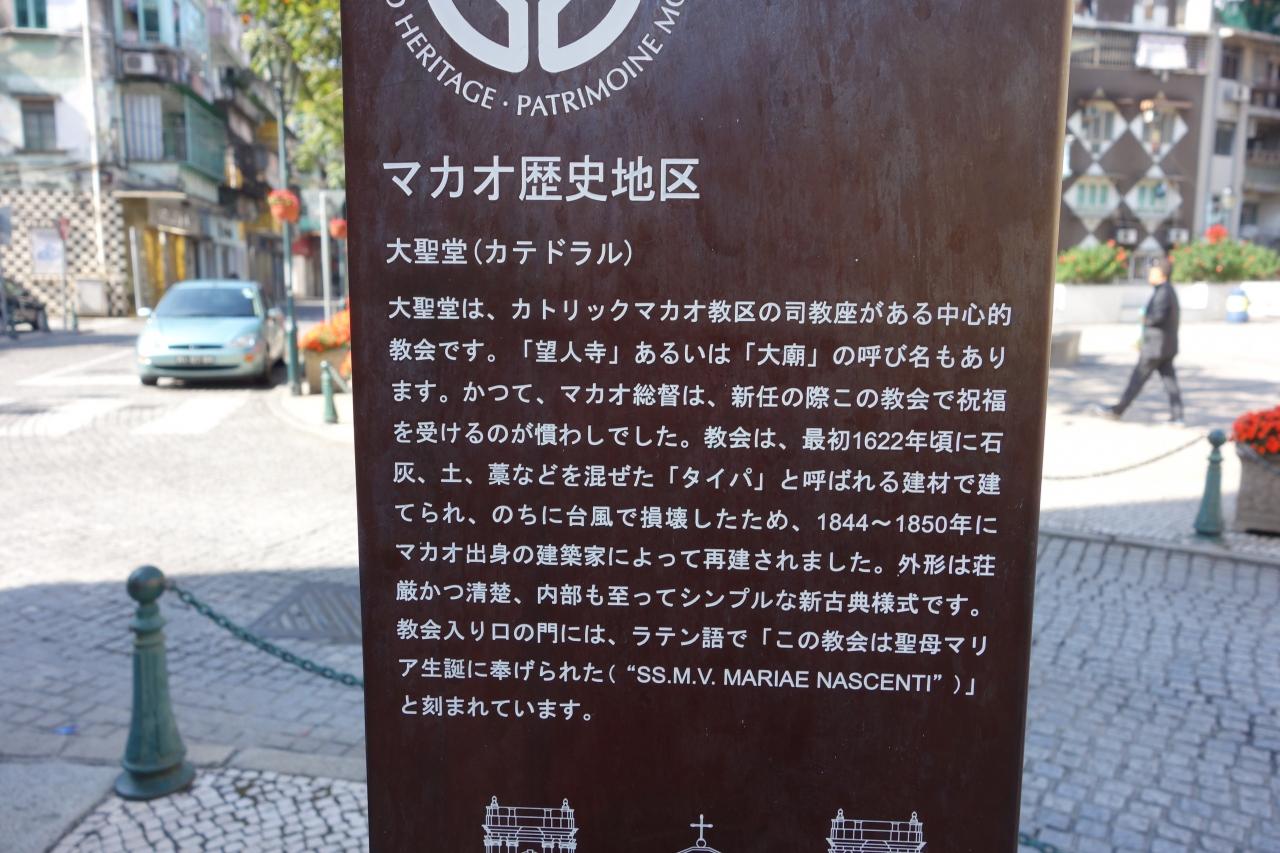 D HERITAGE · PATRIMOINE MO
マカオ歴史地区
大聖堂(カテドラル)
大聖堂は、カトリックマカオ教区の司教座がある中心的
教会です。「望人寺」あるいは「大廟」の呼び名もあり
ます。かつて、マカオ総督は、新任の際この教会で祝福
を受けるのが慣わしでした。教会は、最初1622年頃に石
灰、土、藁などを混ぜた「タイパ」と呼ばれる建材で建
てられ、のちに台風で損壊したため、1844～1850年に
マカオ出身の建築家によって再建されました。外形は荘
厳かつ清楚、内部も至ってシンプルな新古典様式です。
教会入り口の門には、ラテン語で「この教会は聖母マリ
ア生誕に奉げられた( “SS.M.V. MARIAE NASCENTI” )」
と刻まれています。